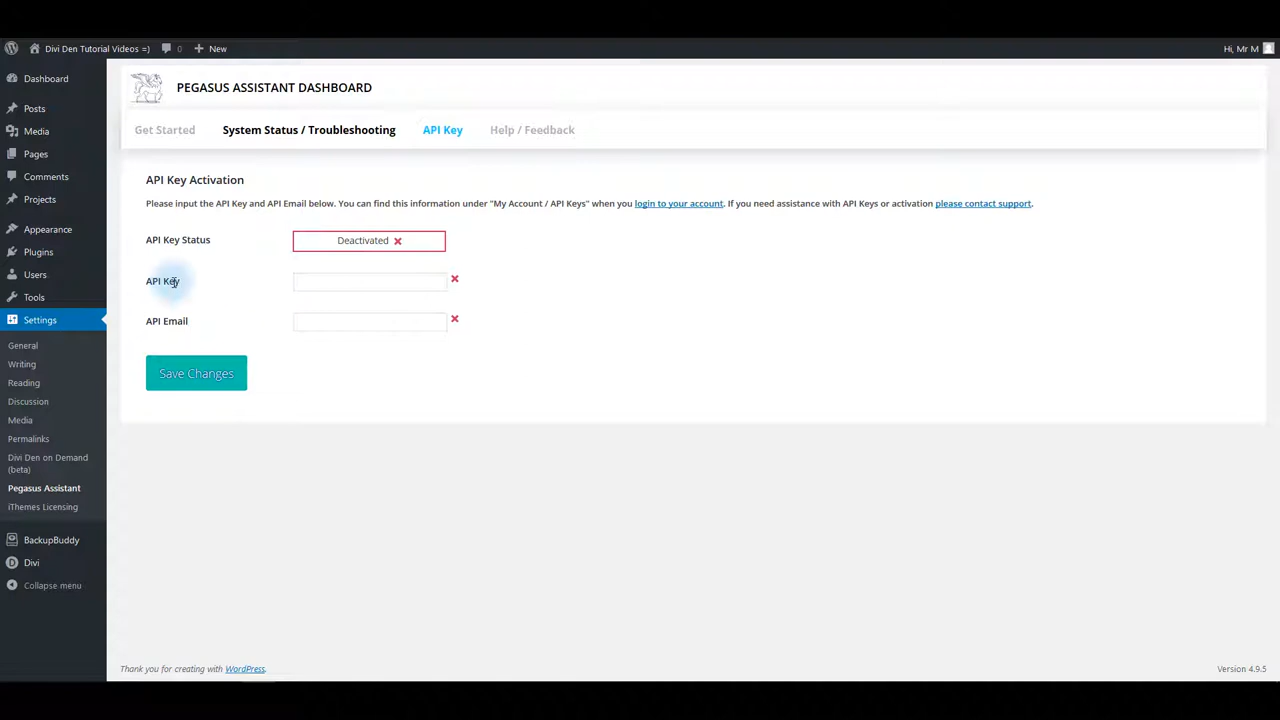 Divi Den Tutorial Videos =) 0 New Hi, Mr M
Dashboard
Posts
Media
Pages
Comments
Projects
Appearance
Plugins
Users
Tools
Settings
General
Writing
Reading
Discussion
Media
Permalinks
Divi Den on Demand
(beta)
Pegasus Assistant
iThemes Licensing
BackupBuddy
Divi
Collapse menu
PEGASUS ASSISTANT DASHBOARD
Get Started System Status / Troubleshooting API Key Help / Feedback
API Key Activation
Please input the API Key and API Email below. You can find this information under "My Account / API Keys" when you login to your account. If you need assistance with API Keys or activation please contact support.
API Key Status Deactivated
API Key
API Email
Save Changes
Thank you for creating with WordPress. Version 4.9.5